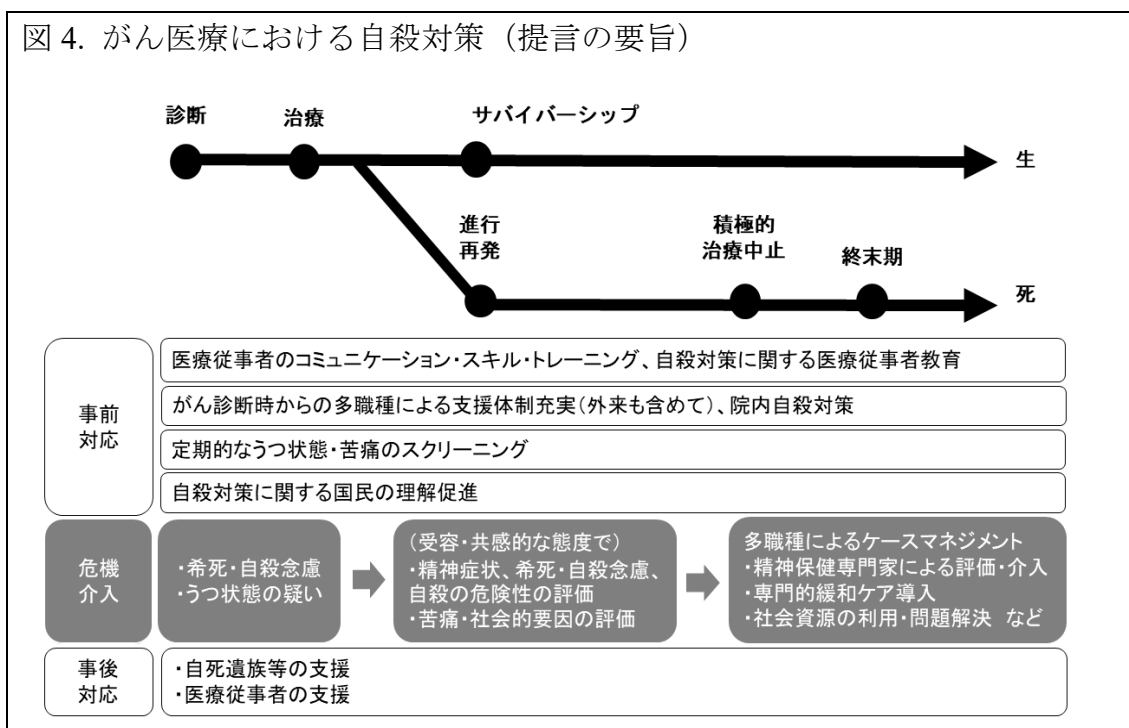 図 4. がん医療における自殺対策（提言の要旨）
診断
治療
サバイバーシップ
生
進行
再発
積極的
治療中止
終末期
死
事前
対応
医療従事者のコミュニケーション・スキル・トレーニング、自殺対策に関する医療従事者教育
がん診断時からの多職種による支援体制充実(外来も含めて)、院内自殺対策
定期的なうつ状態・苦痛のスクリーニング
自殺対策に関する国民の理解促進
危機
介入
・希死・自殺念慮
・うつ状態の疑い
(受容・共感的な態度で)
・精神症状、希死・自殺念慮、
自殺の危険性の評価
・苦痛・社会的要因の評価
多職種によるケースマネジメント
・精神保健専門家による評価・介入
・専門的緩和ケア導入
・社会資源の利用・問題解決 など
事後
対応
・自死遺族等の支援
・医療従事者の支援